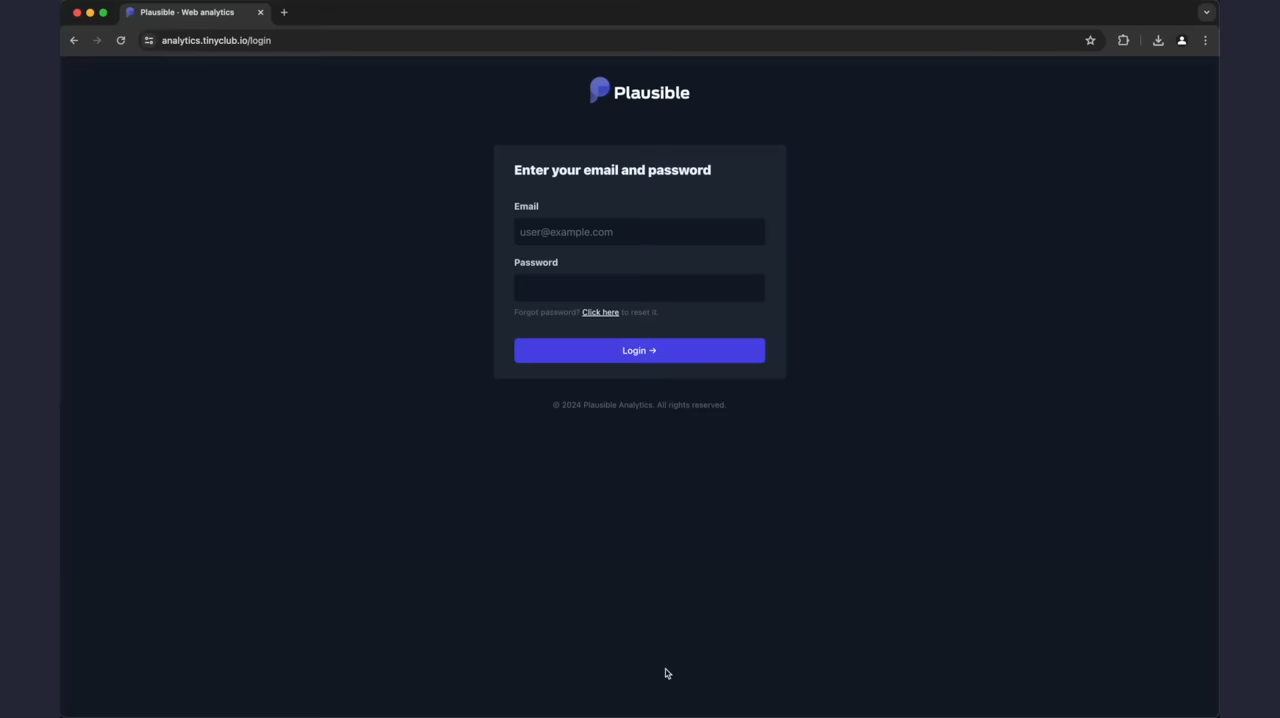 Plausible · Web analytics
analytics.tinyclub.io/login
Plausible
Enter your email and password
Email
user@example.com
Password
Forgot password? Click here to reset it.
Login →
© 2024 Plausible Analytics. All rights reserved.